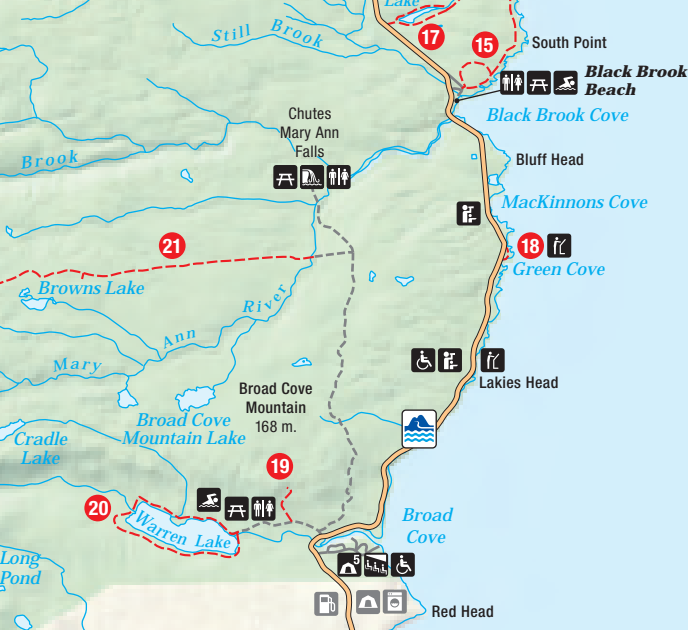 Lake
17
15
Still Brook
South Point
Black Brook
Beach
Black Brook Cove
Chutes
Mary Ann
Falls
Brook
Bluff Head
MacKinnons Cove
21
18
Green Cove
Browns Lake
Mary Ann River
Lakies Head
Broad Cove
Mountain
168 m.
Broad Cove
Mountain Lake
Cradle
Lake
19
20
Warren Lake
Broad
Cove
Long
Pond
5
Red Head